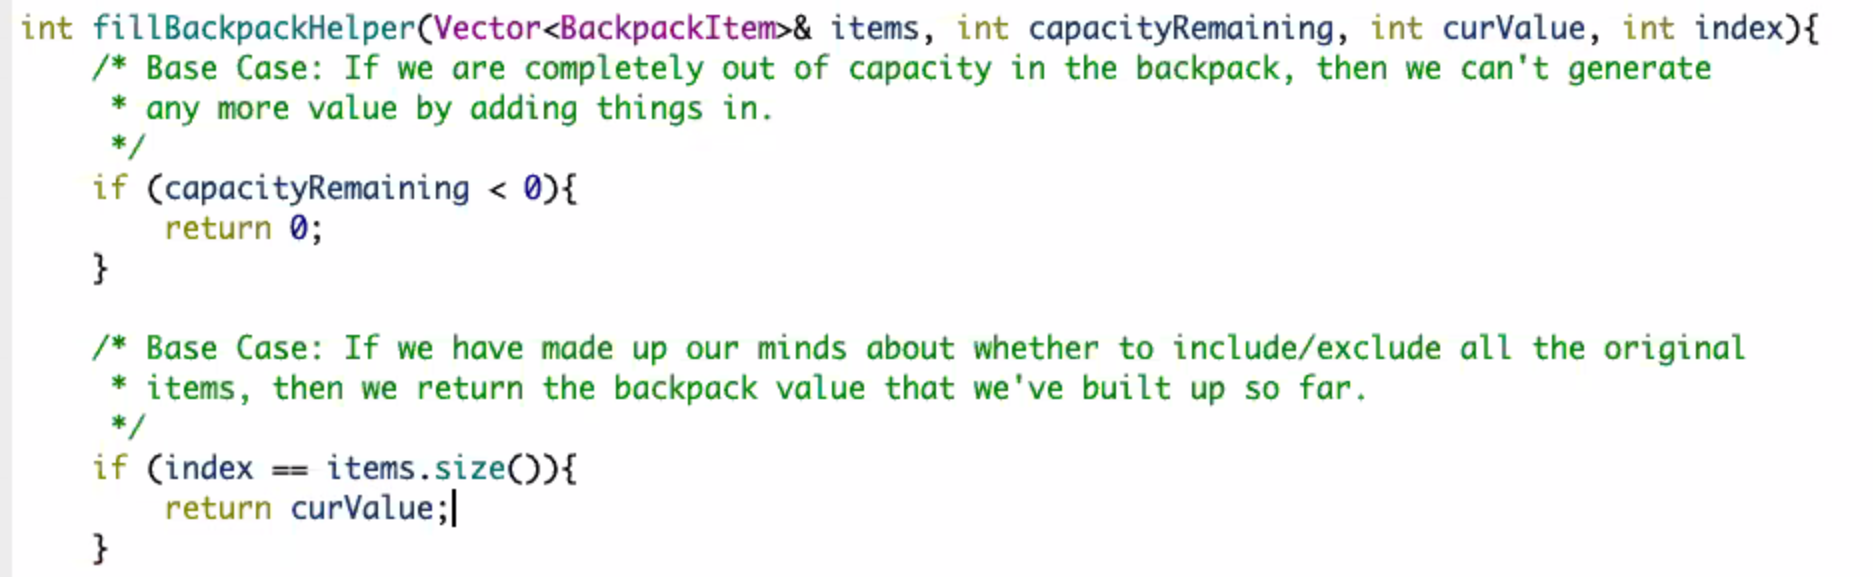 int fillBackpackHelper(Vector<BackpackItem>& items, int capacityRemaining, int curValue, int index){
    /* Base Case: If we are completely out of capacity in the backpack, then we can't generate
     * any more value by adding things in.
     */
    if (capacityRemaining < 0){
        return 0;
    }

    /* Base Case: If we have made up our minds about whether to include/exclude all the original
     * items, then we return the backpack value that we've built up so far.
     */
    if (index == items.size()){
        return curValue;
    }